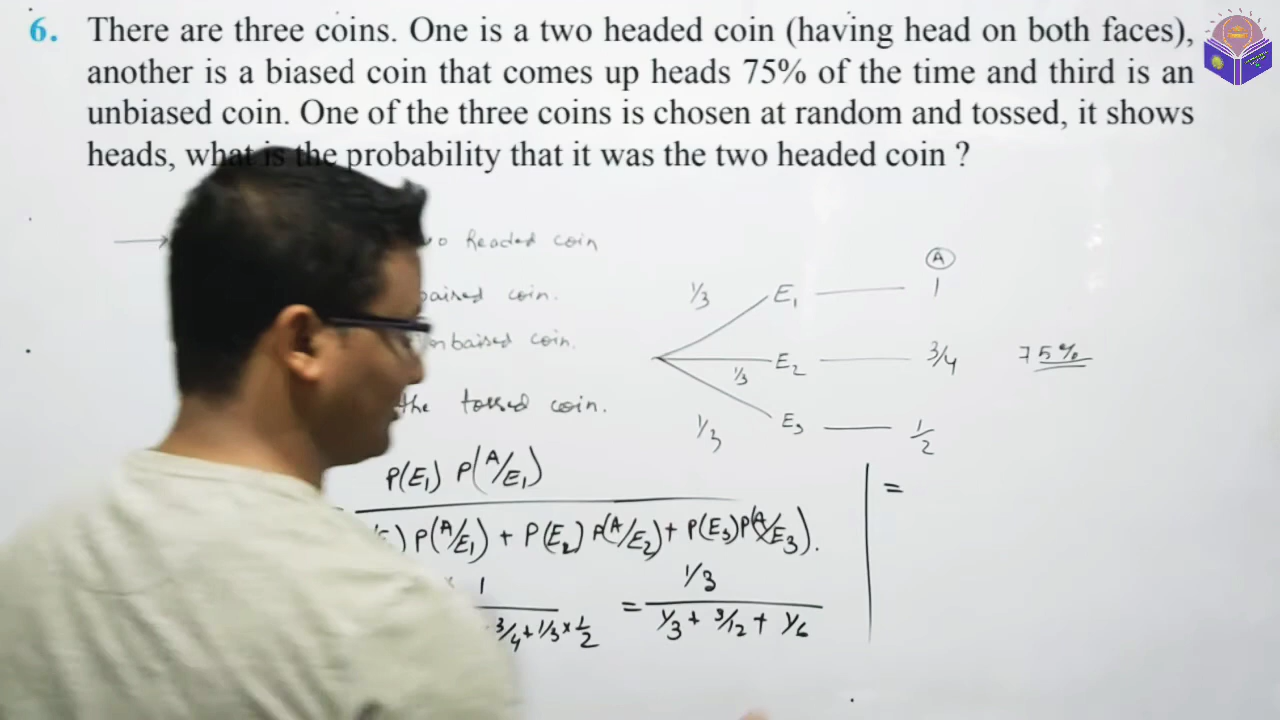 6. There are three coins. One is a two headed coin (having head on both faces),
another is a biased coin that comes up heads 75% of the time and third is an
unbiased coin. One of the three coins is chosen at random and tossed, it shows
heads, what is the probability that it was the two headed coin ?
Headed coin
baised coin.
nbaised coin.
the tossed coin.
A
1/3 E₁ 1
1/3 E₂ 3/4 75%
1/3 E₃ 1/2
P(E₁) P(A/E₁)
) P(A/E₁) + P(E₂) P(A/E₂) + P(E₃) P(A/E₃).
1
3/4 + 1/3 × 1/2
= 1/3
1/3 + 3/12 + 1/6
=